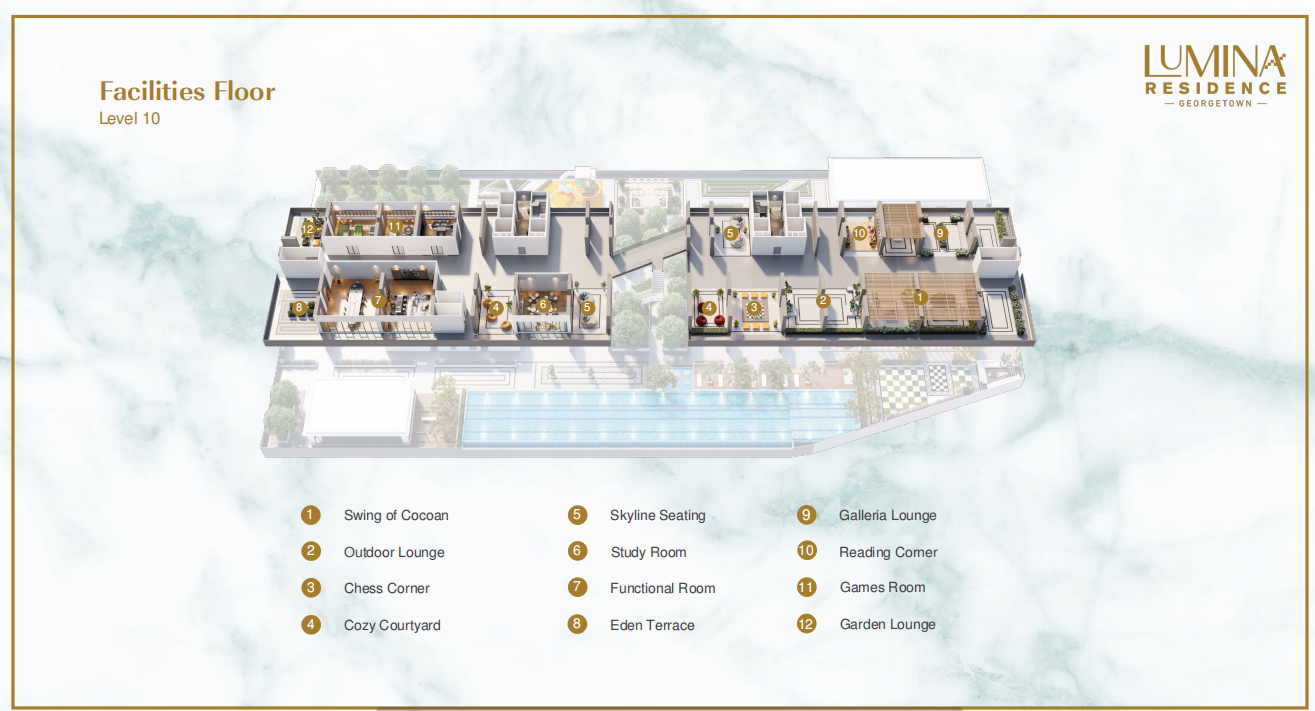 LUMINA
RESIDENCE
GEORGETOWN
Facilities Floor
Level 10
12
11
5
10
9
8
7
4
6
5
4
3
2
1
1 Swing of Cocoan
2 Outdoor Lounge
3 Chess Corner
4 Cozy Courtyard
5 Skyline Seating
6 Study Room
7 Functional Room
8 Eden Terrace
9 Galleria Lounge
10 Reading Corner
11 Games Room
12 Garden Lounge